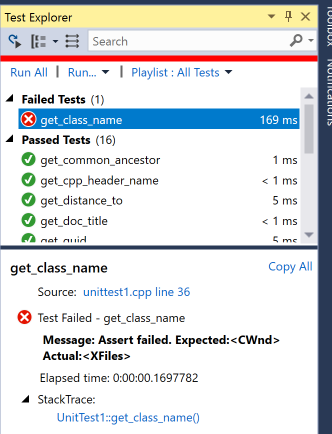 Test Explorer
Search
Run All | Run... | Playlist : All Tests
Failed Tests (1)
get_class_name 169 ms
Passed Tests (16)
get_common_ancestor 1 ms
get_cpp_header_name < 1 ms
get_distance_to 5 ms
get_doc_title < 1 ms
get_guid 5 ms
get_class_name Copy All
Source: unittest1.cpp line 36
Test Failed - get_class_name
Message: Assert failed. Expected:<CWnd>
Actual:<XFiles>
Elapsed time: 0:00:00.1697782
StackTrace:
UnitTest1::get_class_name()
Notifications